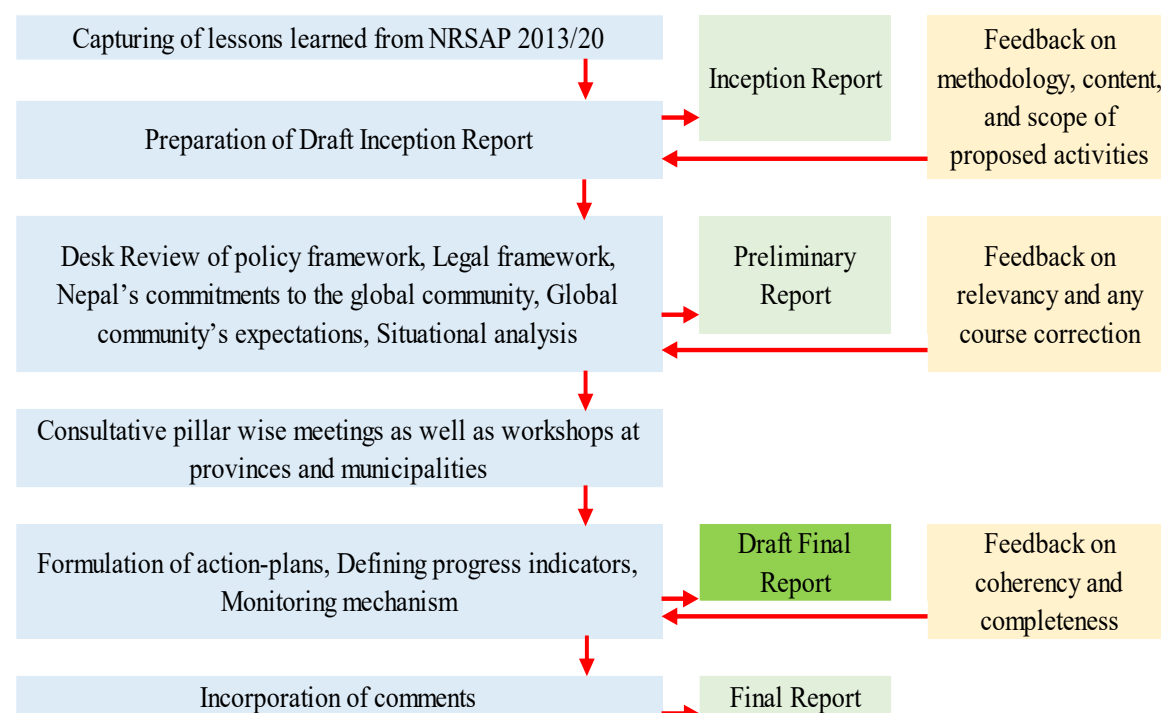 Capturing of lessons learned from NRSAP 2013/20
Preparation of Draft Inception Report
Inception Report
Feedback on
methodology, content,
and scope of
proposed activities
Desk Review of policy framework, Legal framework,
Nepal’s commitments to the global community, Global
community’s expectations, Situational analysis
Preliminary
Report
Feedback on
relevancy and any
course correction
Consultative pillar wise meetings as well as workshops at
provinces and municipalities
Formulation of action-plans, Defining progress indicators,
Monitoring mechanism
Draft Final
Report
Feedback on
coherency and
completeness
Incorporation of comments
Final Report